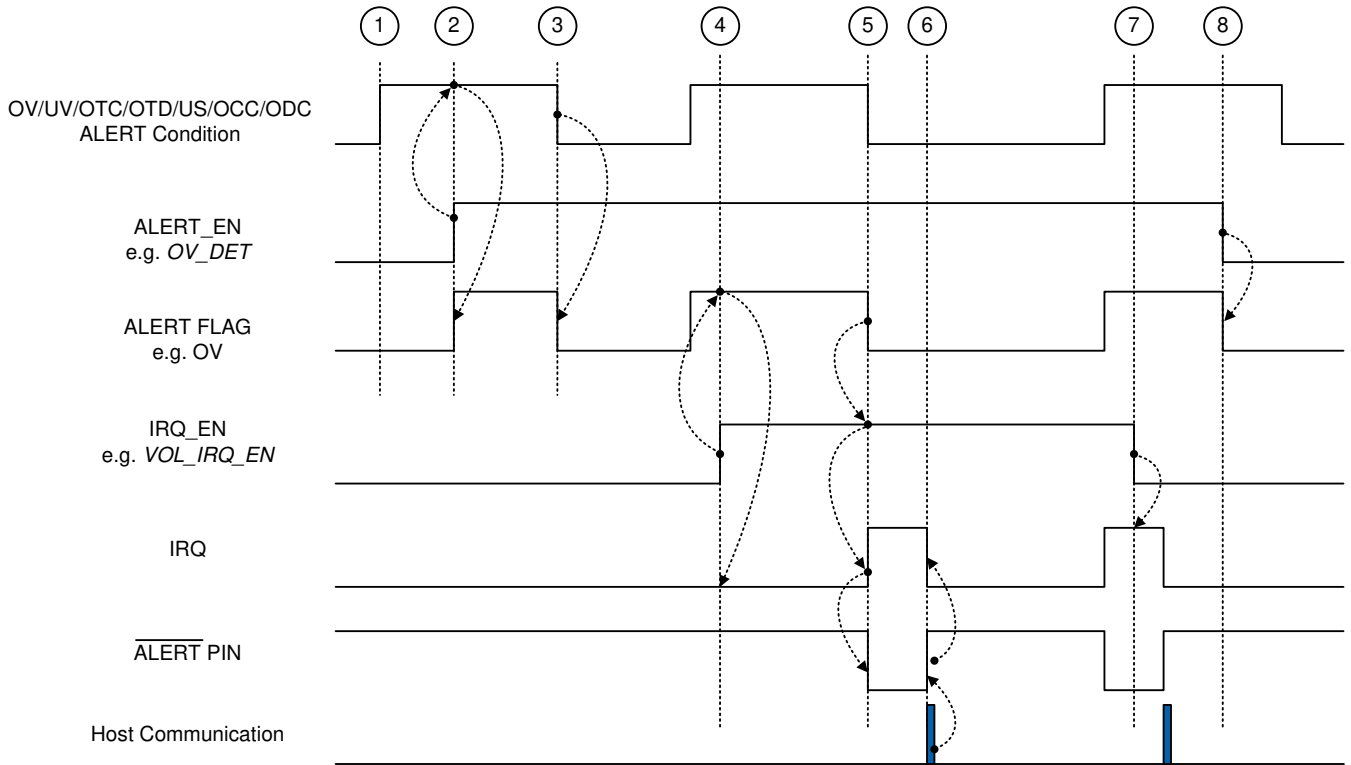 1 2 3 4 5 6 7 8
OV/UV/OTC/OTD/US/OCC/ODC
ALERT Condition
ALERT_EN
e.g. OV_DET
ALERT FLAG
e.g. OV
IRQ_EN
e.g. VOL_IRQ_EN
IRQ
ALERT PIN
Host Communication